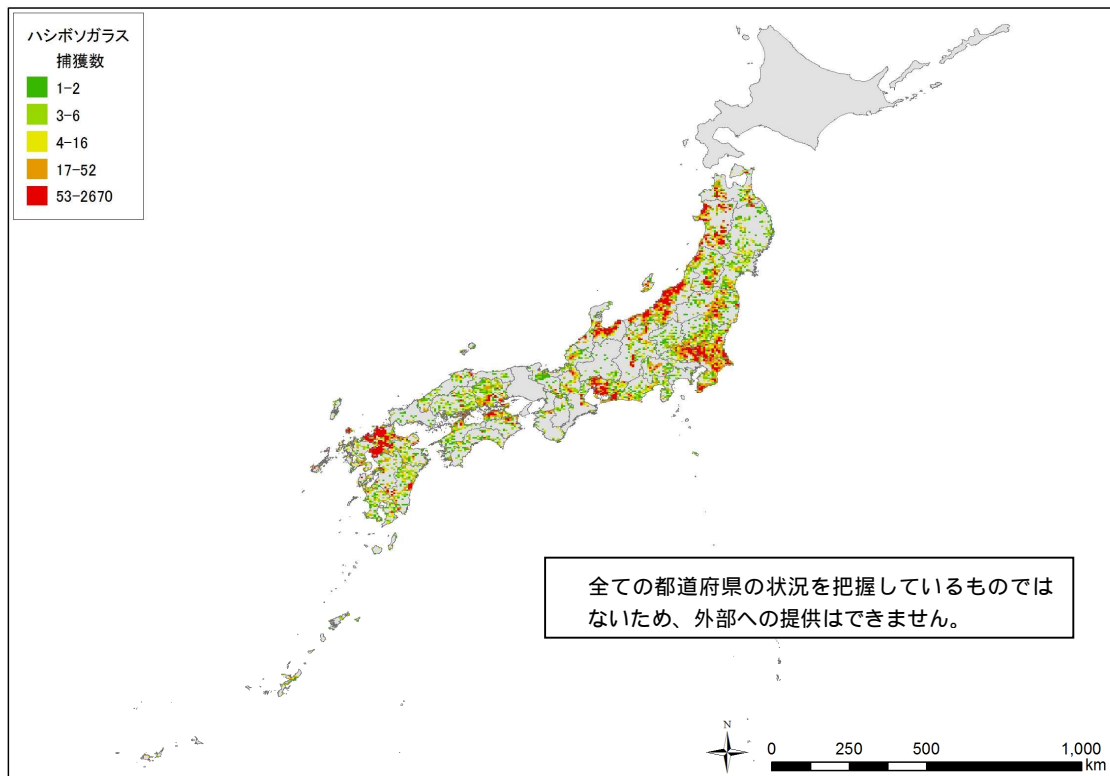 ハシボソガラス
捕獲数
1-2
3-6
4-16
17-52
53-2670
全ての都道府県の状況を把握しているものでは
ないため、外部への提供はできません。
N
0 250 500 1,000
km